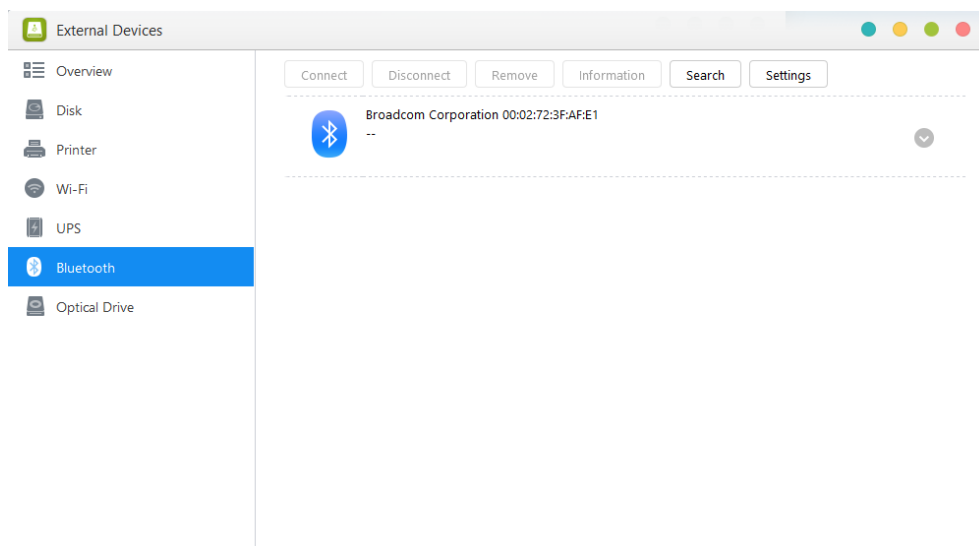 External Devices
Overview
Disk
Printer
Wi-Fi
UPS
Bluetooth
Optical Drive
Connect Disconnect Remove Information Search Settings
Broadcom Corporation 00:02:72:3F:AF:E1
--